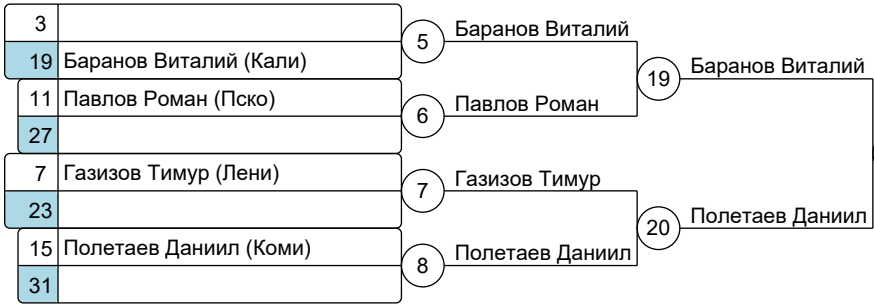 3
5 Баранов Виталий
19 Баранов Виталий (Кали)
19 Баранов Виталий
11 Павлов Роман (Пско)
6 Павлов Роман
27
7 Газизов Тимур (Лени)
7 Газизов Тимур
23
20 Полетаев Даниил
15 Полетаев Даниил (Коми)
8 Полетаев Даниил
31